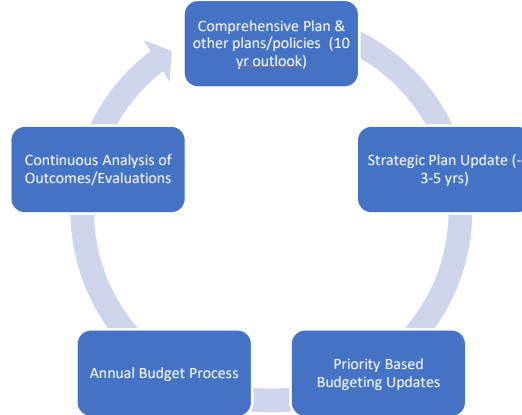 Comprehensive Plan &
other plans/policies (10
yr outlook)
Strategic Plan Update (-
3-5 yrs)
Priority Based
Budgeting Updates
Annual Budget Process
Continuous Analysis of
Outcomes/Evaluations